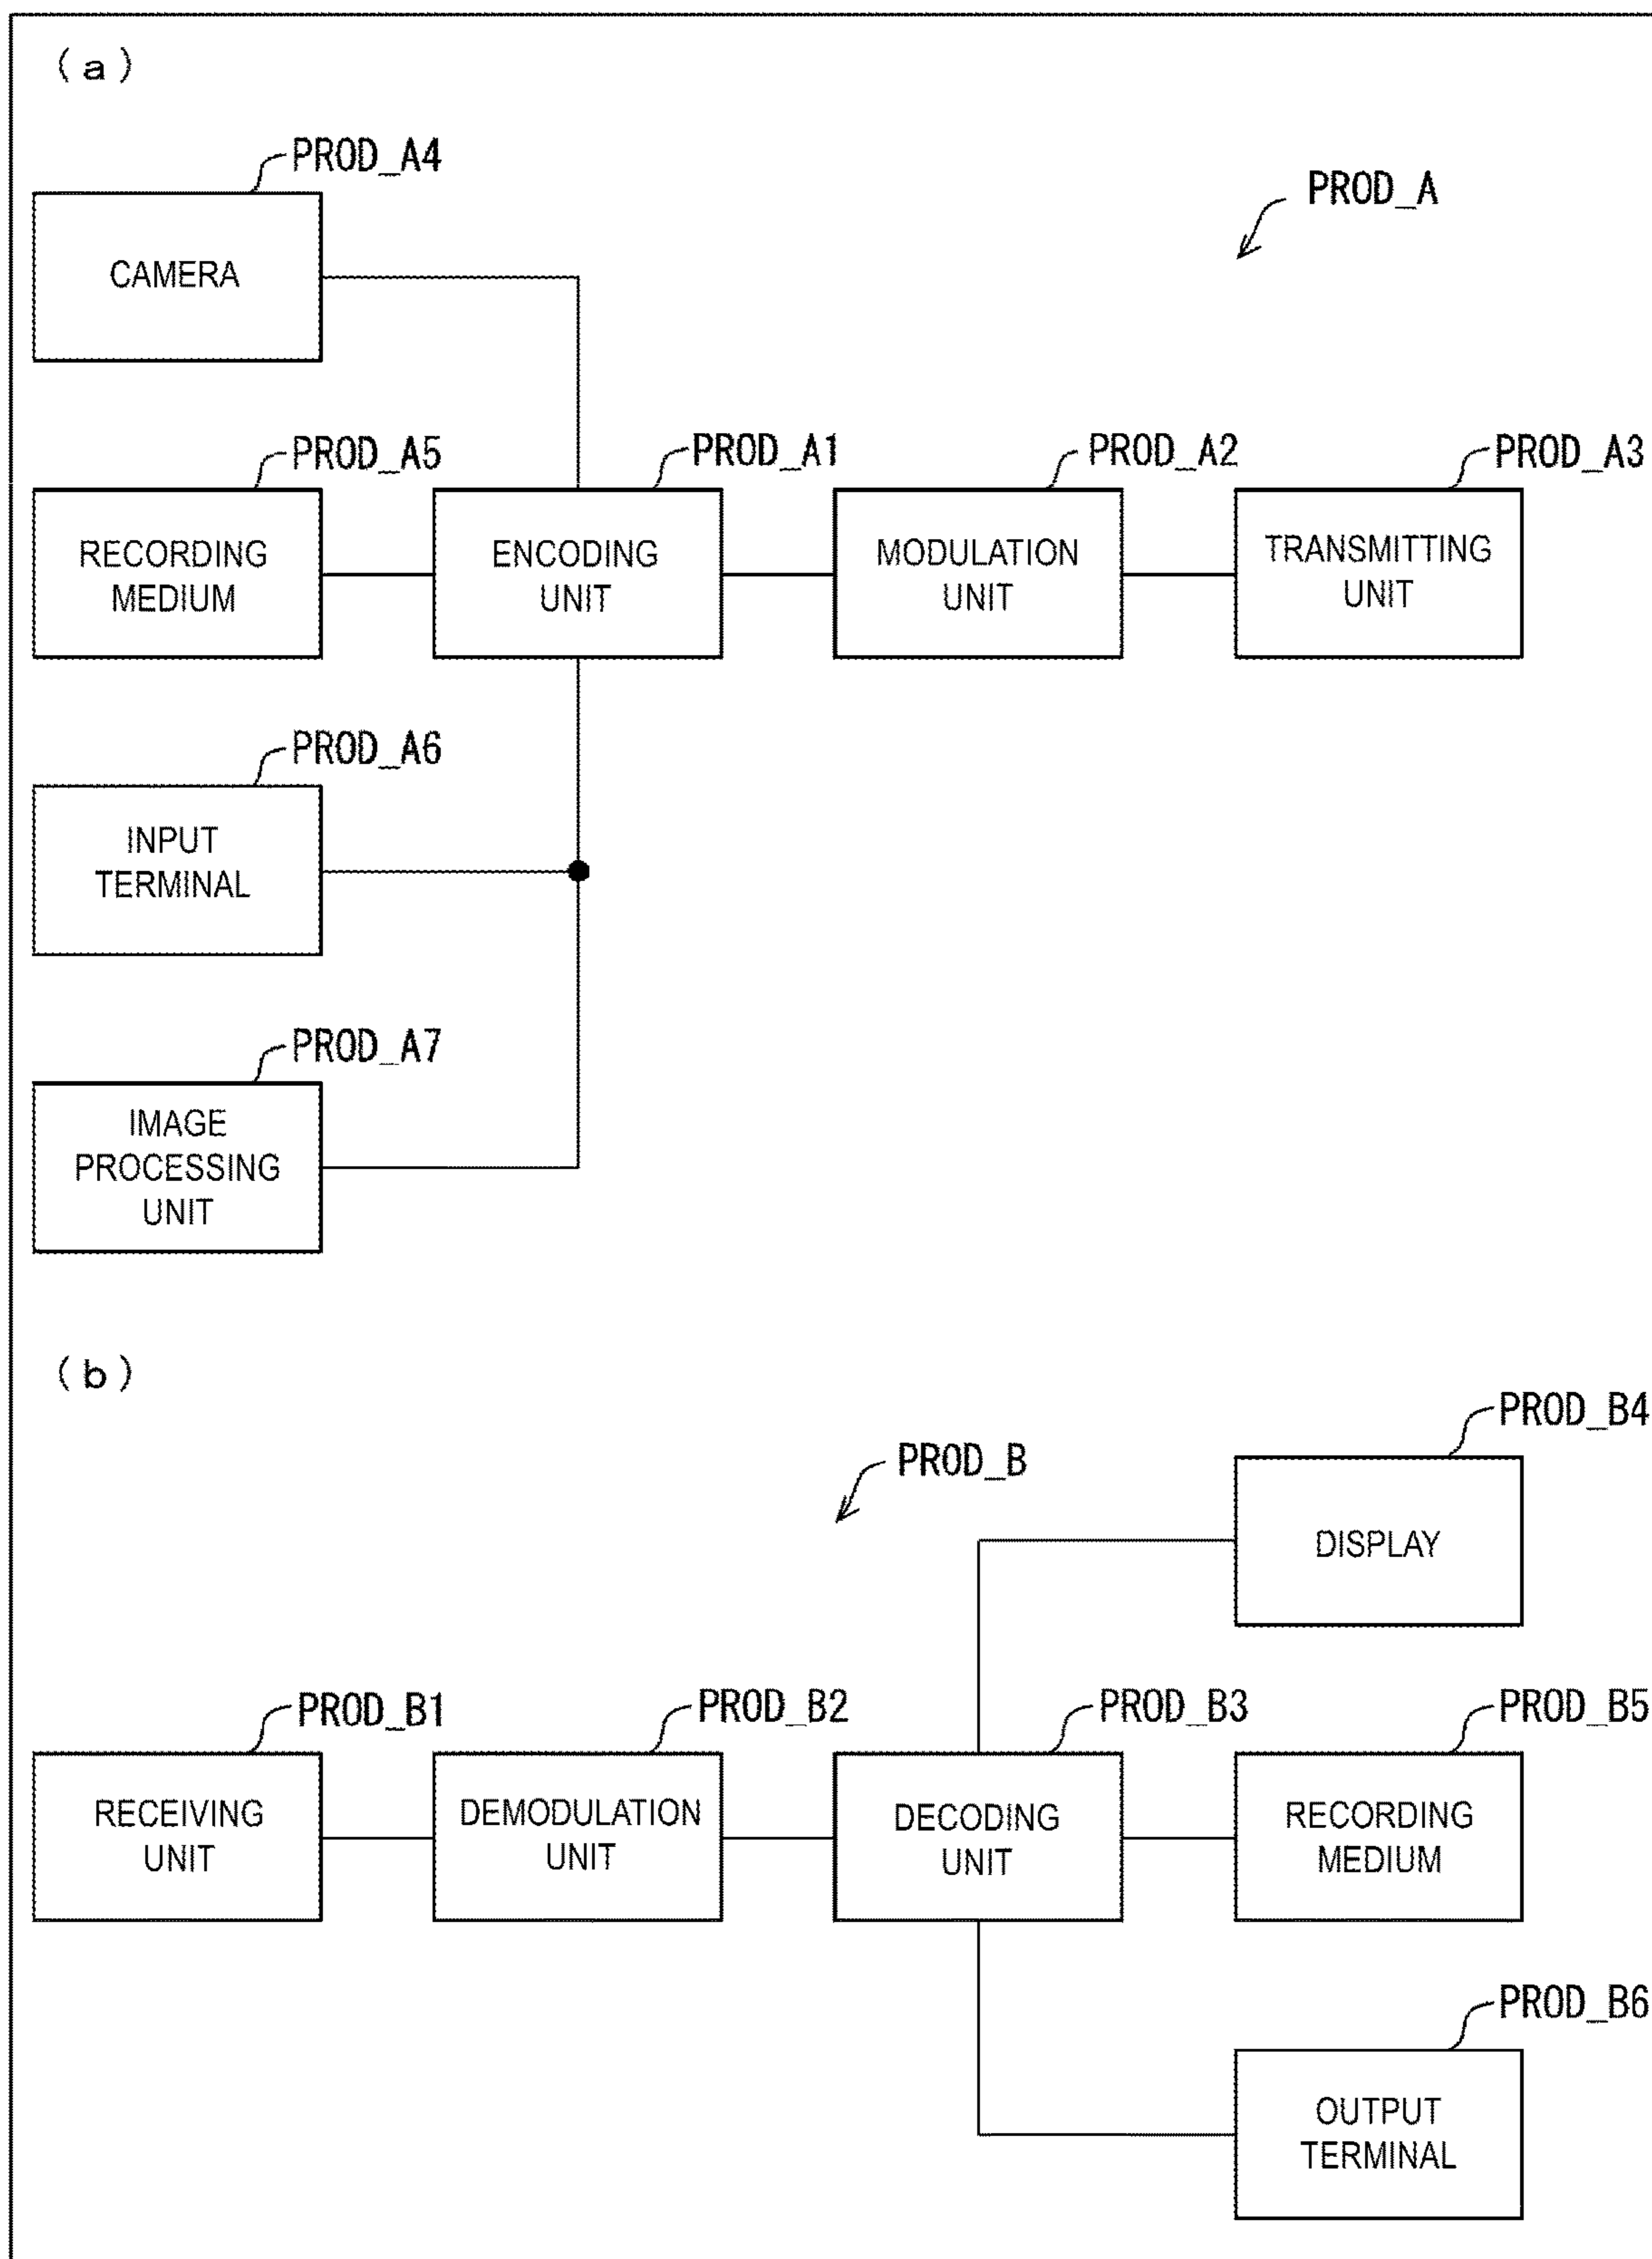 (a)
PROD_A4
PROD_A
CAMERA
PROD_A5
PROD_A1
PROD_A2
PROD_A3
RECORDING
MEDIUM
ENCODING
UNIT
MODULATION
UNIT
TRANSMITTING
UNIT
PROD_A6
INPUT
TERMINAL
PROD_A7
IMAGE
PROCESSING
UNIT
(b)
PROD_B4
PROD_B
DISPLAY
PROD_B1
PROD_B2
PROD_B3
PROD_B5
RECEIVING
UNIT
DEMODULATION
UNIT
DECODING
UNIT
RECORDING
MEDIUM
PROD_B6
OUTPUT
TERMINAL